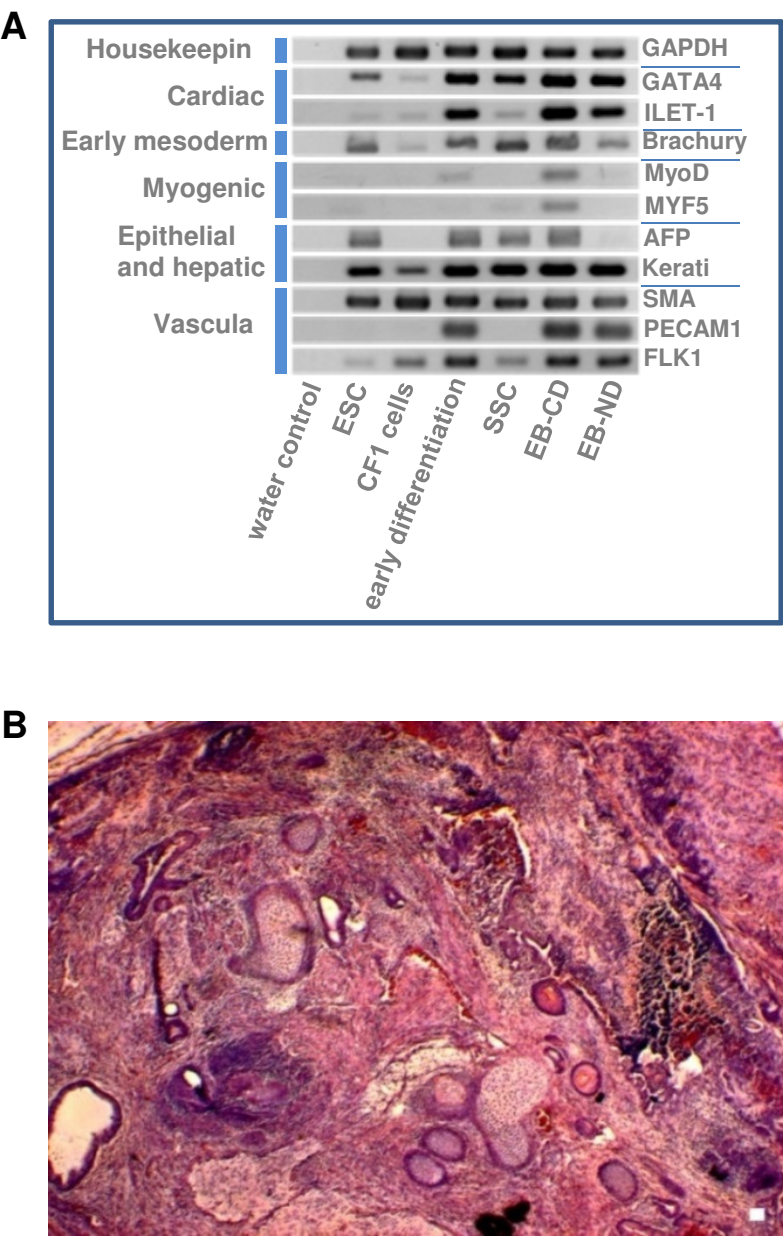 A
Housekeepin GAPDH
Cardiac GATA4
ILET-1
Early mesoderm Brachury
Myogenic MyoD
MYF5
Epithelial AFP
and hepatic Kerati
SMA
Vascula PECAM1
FLK1
water control
ESC
CF1 cells
early differentiation
SSC
EB-CD
EB-ND
B